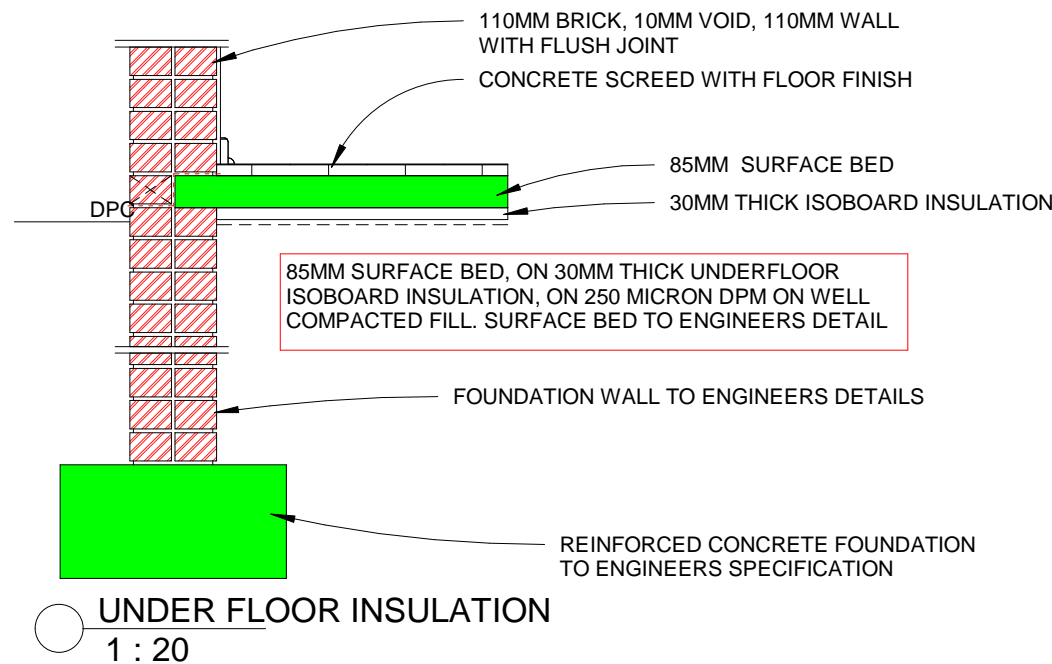 110MM BRICK, 10MM VOID, 110MM WALL
WITH FLUSH JOINT
CONCRETE SCREED WITH FLOOR FINISH
85MM SURFACE BED
30MM THICK ISOBOARD INSULATION
DPC
85MM SURFACE BED, ON 30MM THICK UNDERFLOOR
ISOBOARD INSULATION, ON 250 MICRON DPM ON WELL
COMPACTED FILL. SURFACE BED TO ENGINEERS DETAIL
FOUNDATION WALL TO ENGINEERS DETAILS
REINFORCED CONCRETE FOUNDATION
TO ENGINEERS SPECIFICATION
UNDER FLOOR INSULATION
1 : 20